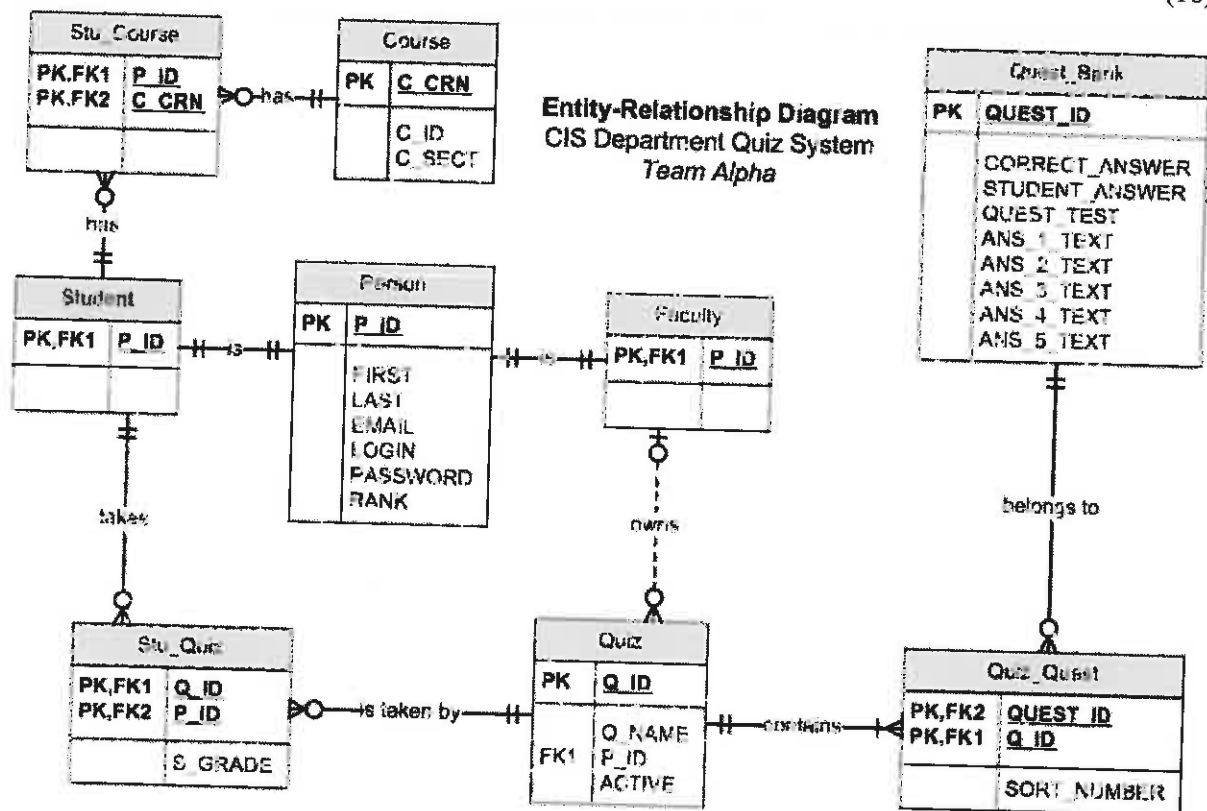 Stu_Course
PK.FK1 P_ID
PK.FK2 C_CRN
has
Course
PK C_CRN
C_ID
C_SECT
Entity-Relationship Diagram
CIS Department Quiz System
Team Alpha
Quest_Bank
PK QUEST_ID
CORRECT_ANSWER
STUDENT_ANSWER
QUEST_TEST
ANS_1_TEXT
ANS_2_TEXT
ANS_3_TEXT
ANS_4_TEXT
ANS_5_TEXT
has
Student
PK,FK1 P_ID
is
Person
PK P_ID
FIRST
LAST
EMAIL
LOGIN
PASSWORD
RANK
is
Faculty
PK,FK1 P_ID
takes
owns
belongs to
Stu_Quiz
PK,FK1 Q_ID
PK,FK2 P_ID
S_GRADE
is taken by
Quiz
PK Q_ID
Q_NAME
FK1 P_ID
ACTIVE
contains
Quiz_Quest
PK,FK2 QUEST_ID
PK,FK1 Q_ID
SORT_NUMBER